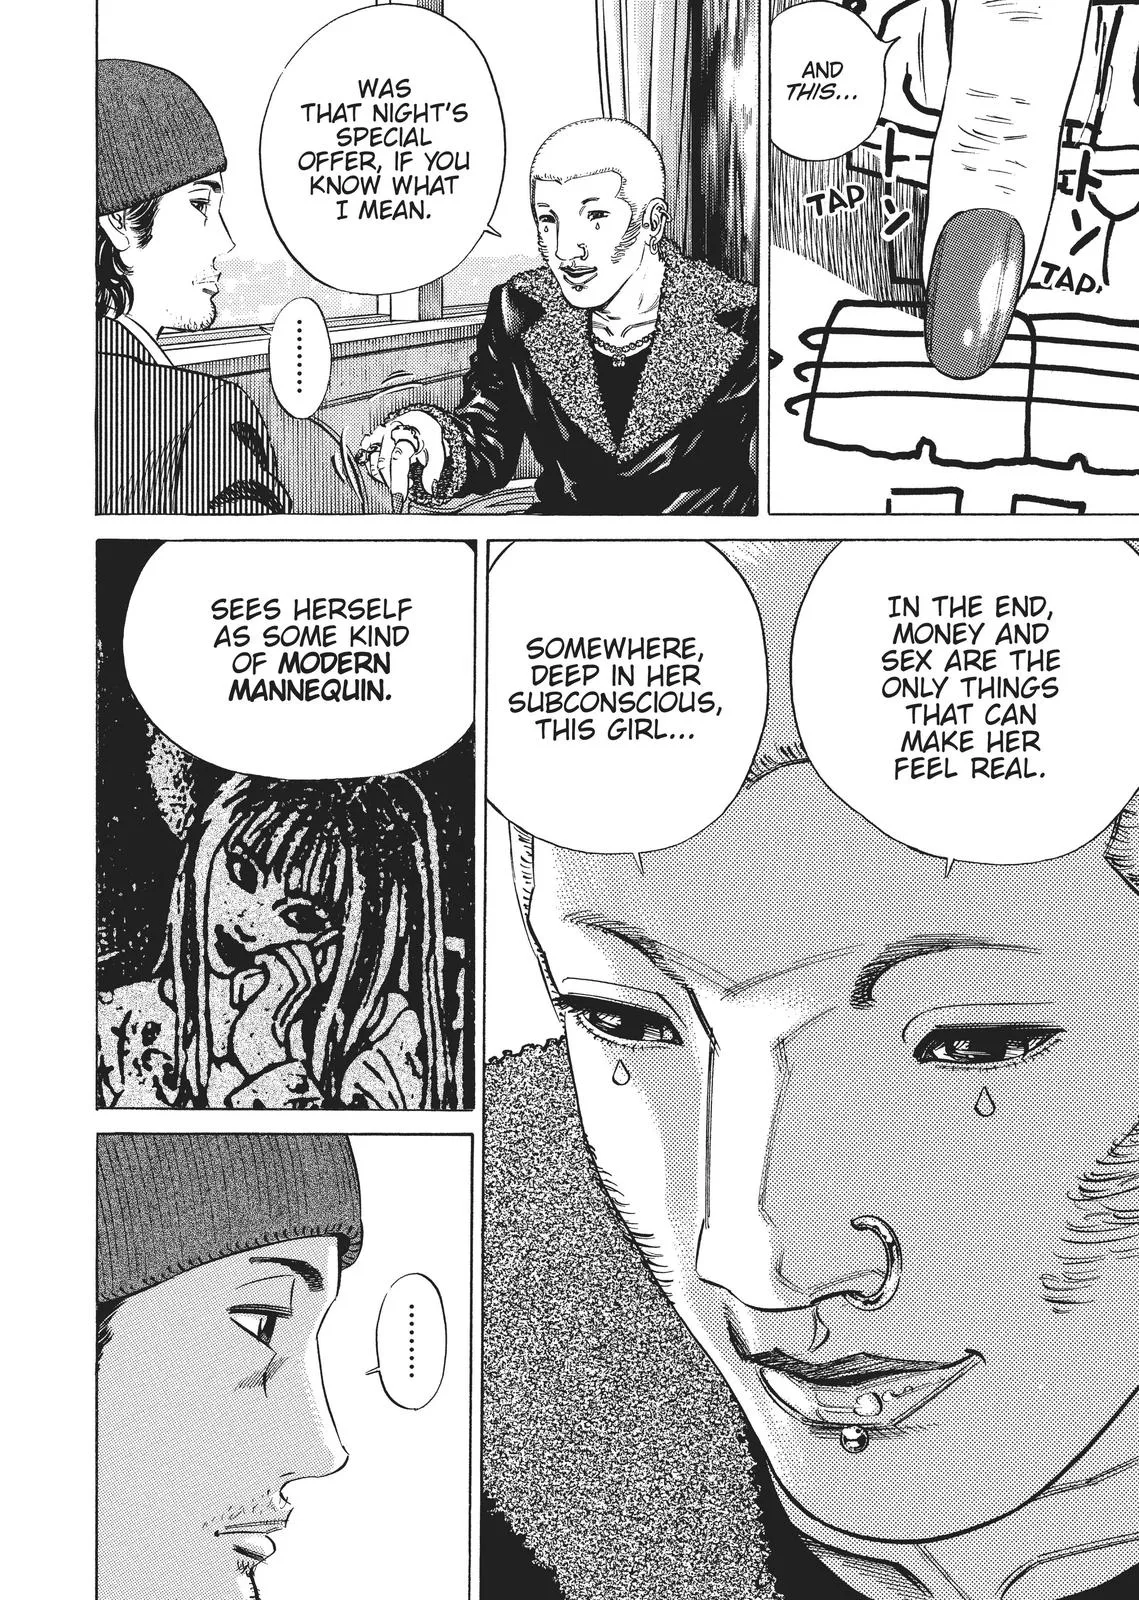 AND
THIS...
TAP
TAP
WAS
THAT NIGHT'S
SPECIAL
OFFER, IF YOU
KNOW WHAT
I MEAN.
........
IN THE END,
MONEY AND
SEX ARE THE
ONLY THINGS
THAT CAN
MAKE HER
FEEL REAL.
SOMEWHERE,
DEEP IN HER
SUBCONSCIOUS,
THIS GIRL...
SEES HERSELF
AS SOME KIND
OF MODERN
MANNEQUIN.
........